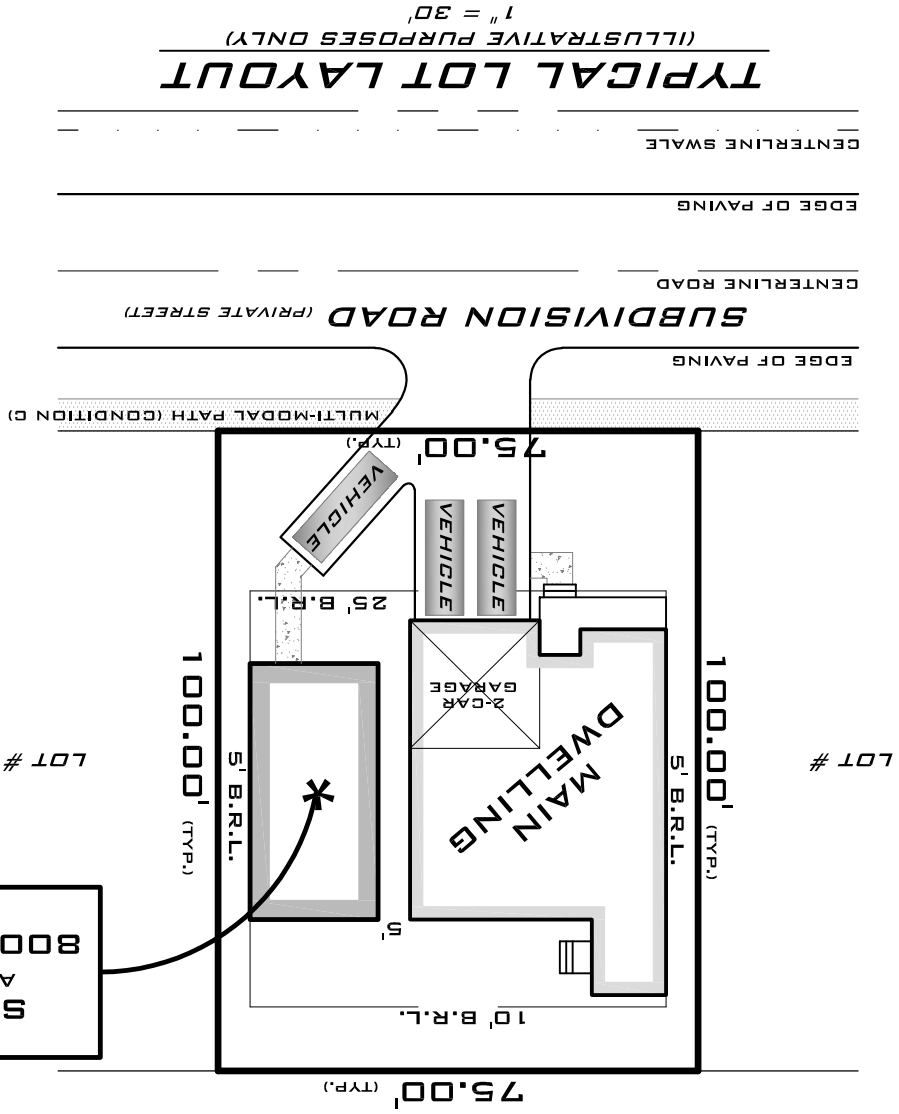 75.00' (TYP.)
10' B.R.L.
S
A
800
5'
MAIN
DWELLING
5' B.R.L.
5' B.R.L.
100.00' (TYP.)
100.00' (TYP.)
LOT #
LOT #
2-CAR
GARAGE
25' B.R.L.
VEHICLE
VEHICLE
VEHICLE
75.00' (TYP.)
MULTI-MODAL PATH (CONDITION C)
EDGE OF PAVING
SUBDIVISION ROAD (PRIVATE STREET)
CENTERLINE ROAD
EDGE OF PAVING
CENTERLINE SWALE
TYPICAL LOT LAYOUT
(ILLUSTRATIVE PURPOSES ONLY)
1" = 30'